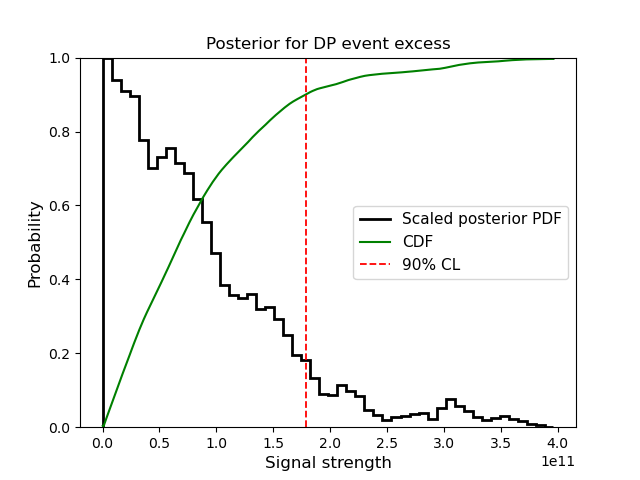 Posterior for DP event excess
1.0
0.8
0.6
0.4
0.2
0.0
Probability
Scaled posterior PDF
CDF
90% CL
0.0 0.5 1.0 1.5 2.0 2.5 3.0 3.5 4.0
1e11
Signal strength